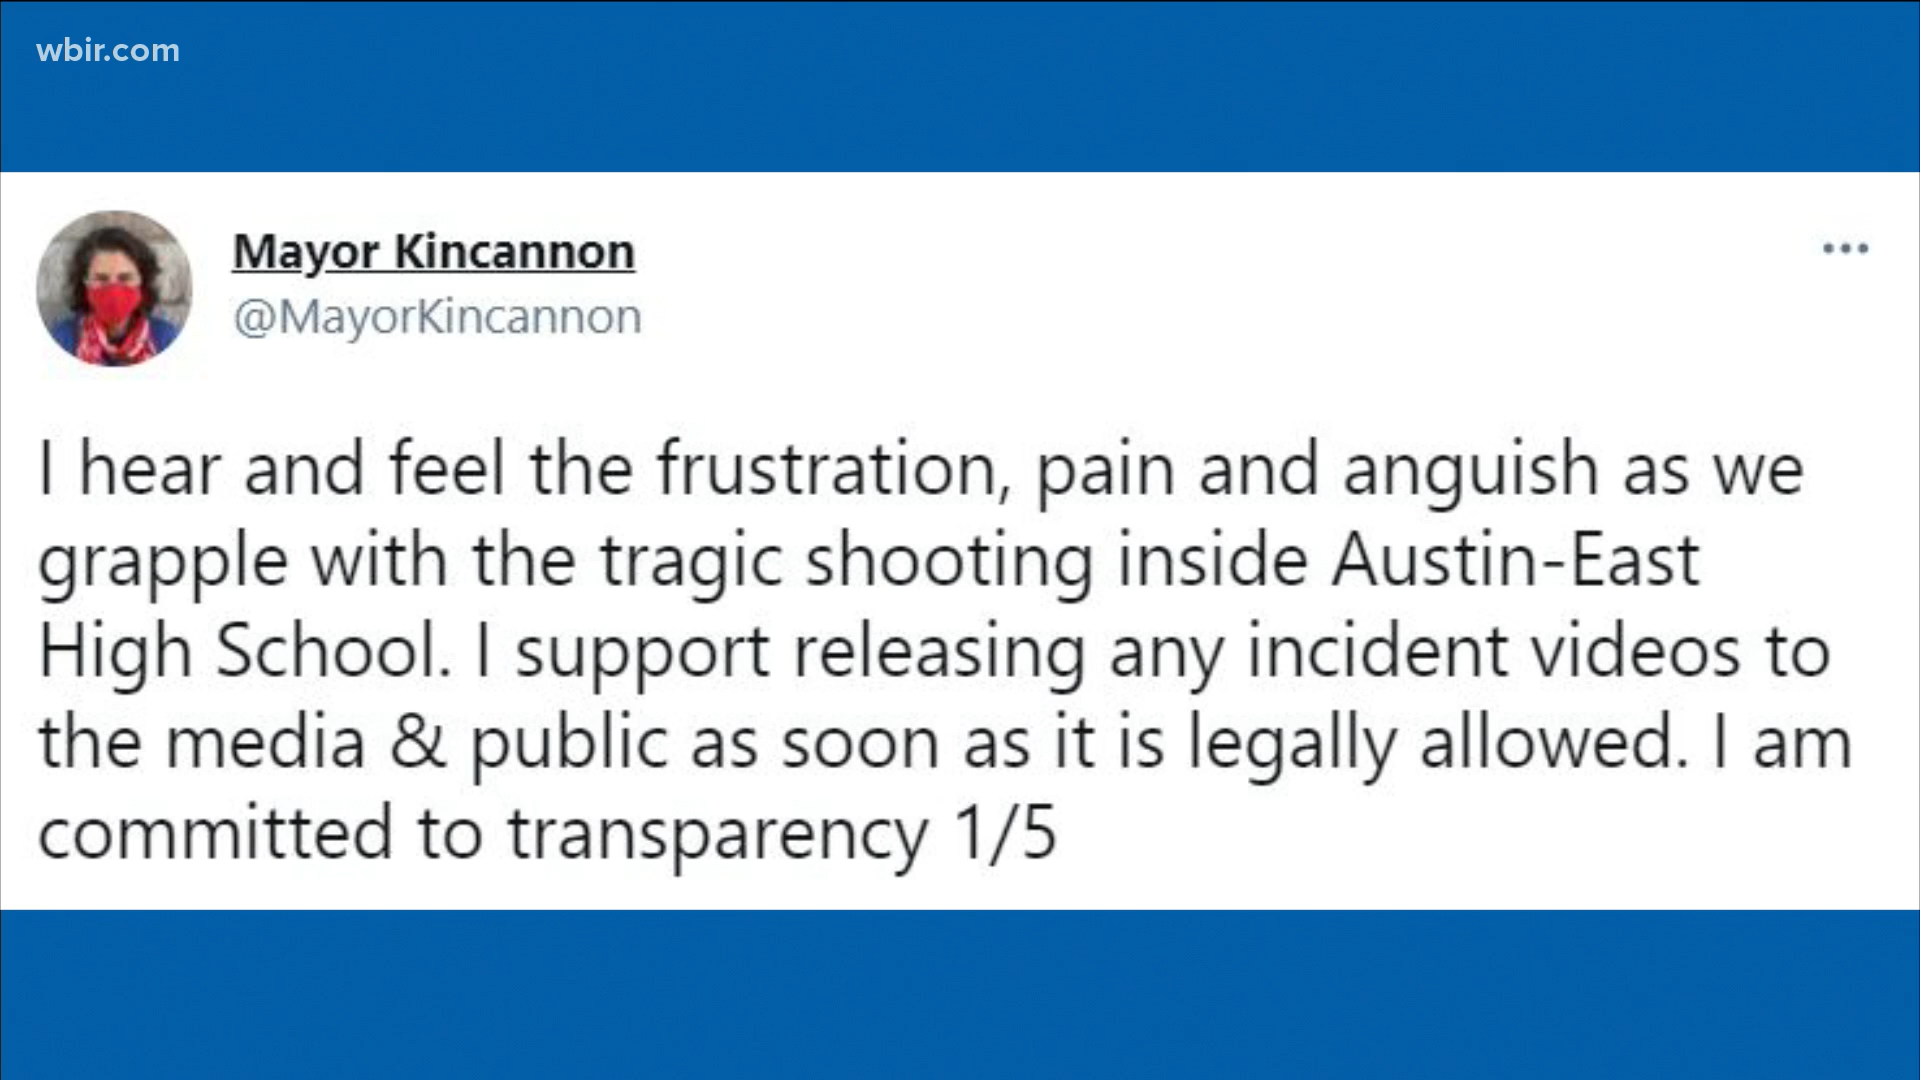 wbir.com
Mayor Kincannon
@MayorKincannon
I hear and feel the frustration, pain and anguish as we
grapple with the tragic shooting inside Austin-East
High School. I support releasing any incident videos to
the media & public as soon as it is legally allowed. I am
committed to transparency 1/5